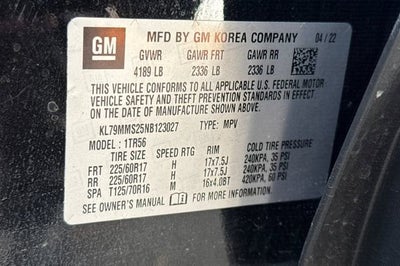 GM
MFD BY GM KOREA COMPANY 04 / 22
GVWR GAWR FRT GAWR RR
4189 LB 2336 LB 2336 LB
THIS VEHICLE CONFORMS TO ALL APPLICABLE U.S. FEDERAL MOTOR
VEHICLE SAFETY, BUMPER, AND THEFT PREVENTION STANDARDS IN EFFECT
ON THE DATE OF MANUFACTURE SHOWN ABOVE.
KL79MMS25NB123027 TYPE: MPV
MODEL: 1TR56
TIRE SIZE SPEED RTG RIM COLD TIRE PRESSURE
FRT 225/60R17 H 17x7.5J 240KPA, 35 PSI
RR 225/60R17 H 17x7.5J 240KPA, 35 PSI
SPA T125/70R16 M 16x4.0BT 420KPA, 60 PSI
SEE OWNER'S MANUAL FOR MORE INFORMATION.